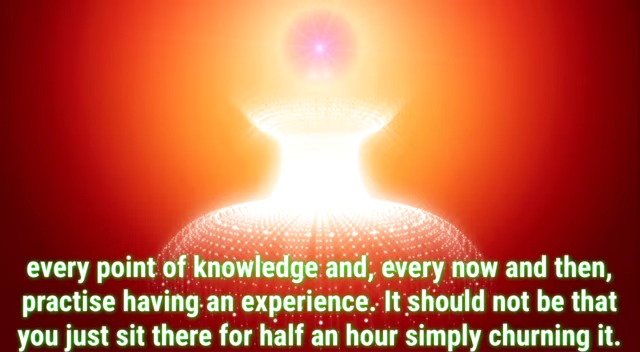 every point of knowledge and, every now and then,
practise having an experience. It should not be that
you just sit there for half an hour simply churning it.